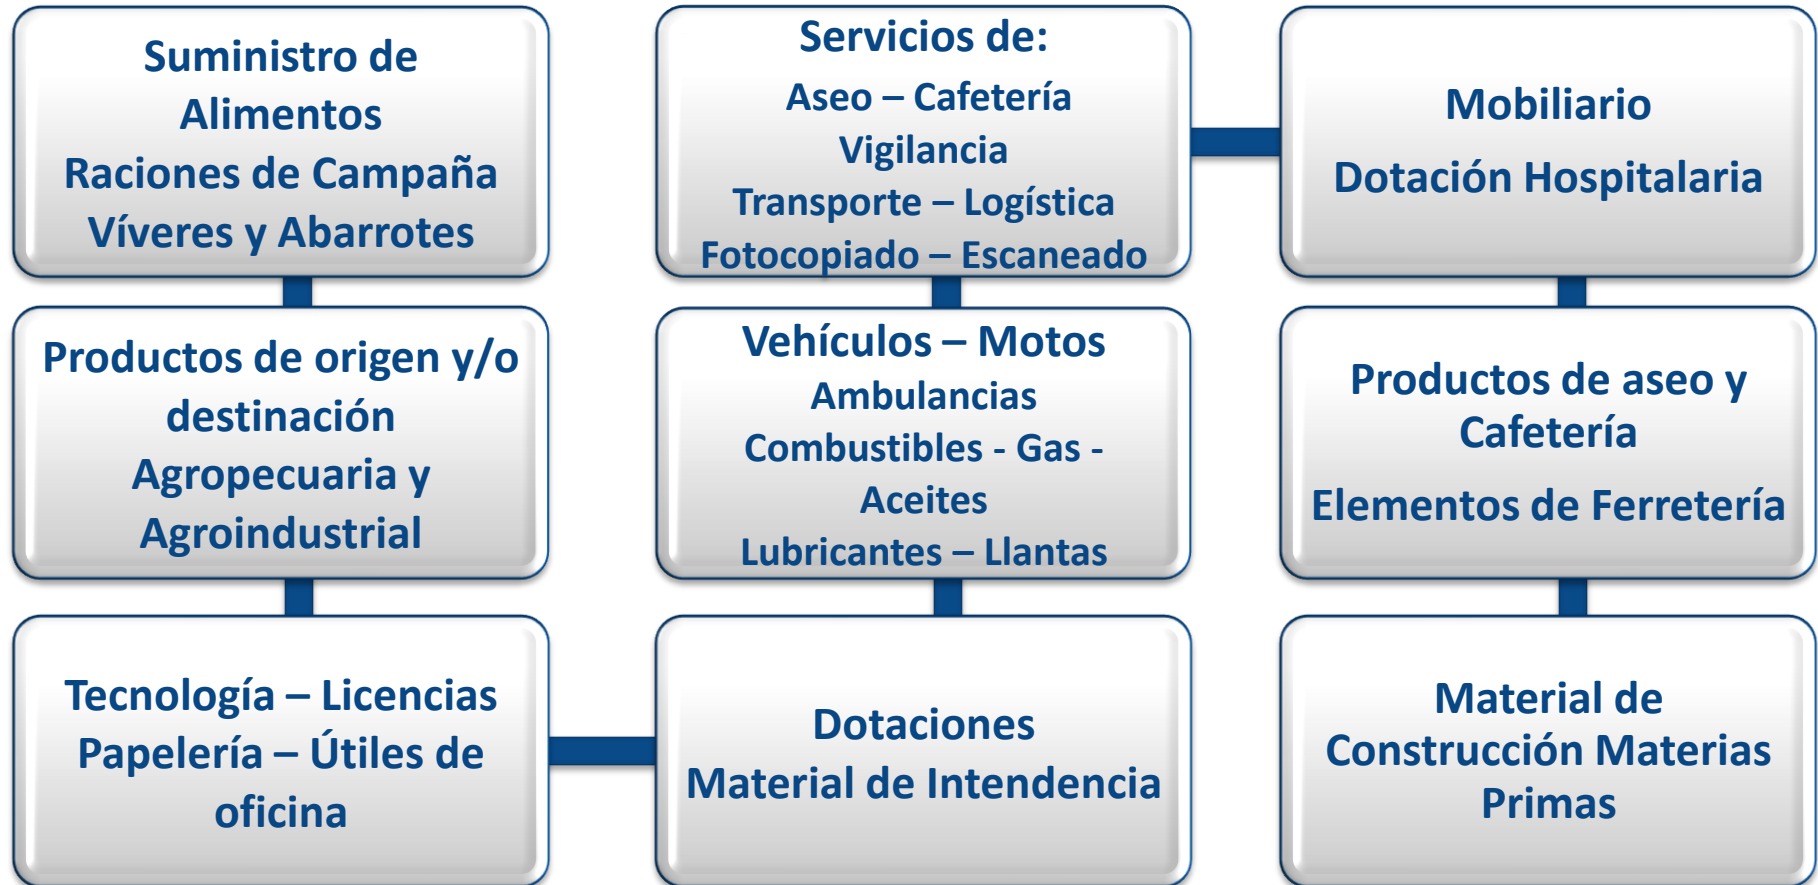 Suministro de
Alimentos
Raciones de Campaña
Víveres y Abarrotes
Productos de origen y/o
destinación
Agropecuaria y
Agroindustrial
Tecnología – Licencias
Papelería – Útiles de
oficina
Dotaciones
Material de Intendencia
Vehículos – Motos
Ambulancias
Combustibles - Gas -
Aceites
Lubricantes – Llantas
Servicios de:
Aseo – Cafetería
Vigilancia
Transporte – Logística
Fotocopiado – Escaneado
Mobiliario
Dotación Hospitalaria
Productos de aseo y
Cafetería
Elementos de Ferretería
Material de
Construcción Materias
Primas